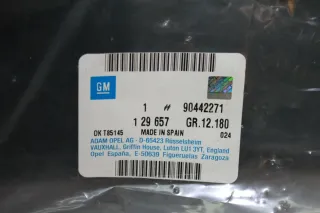 GM
1 " 90442271
1 29 657 GR.12.180
OK T85145 MADE IN SPAIN 024
ADAM OPEL AG - D-65423 Rüsselsheim
VAUXHALL, Griffin House, Luton LU1 3YT, England
Opel España, E-50639 Figueruelas Zaragoza